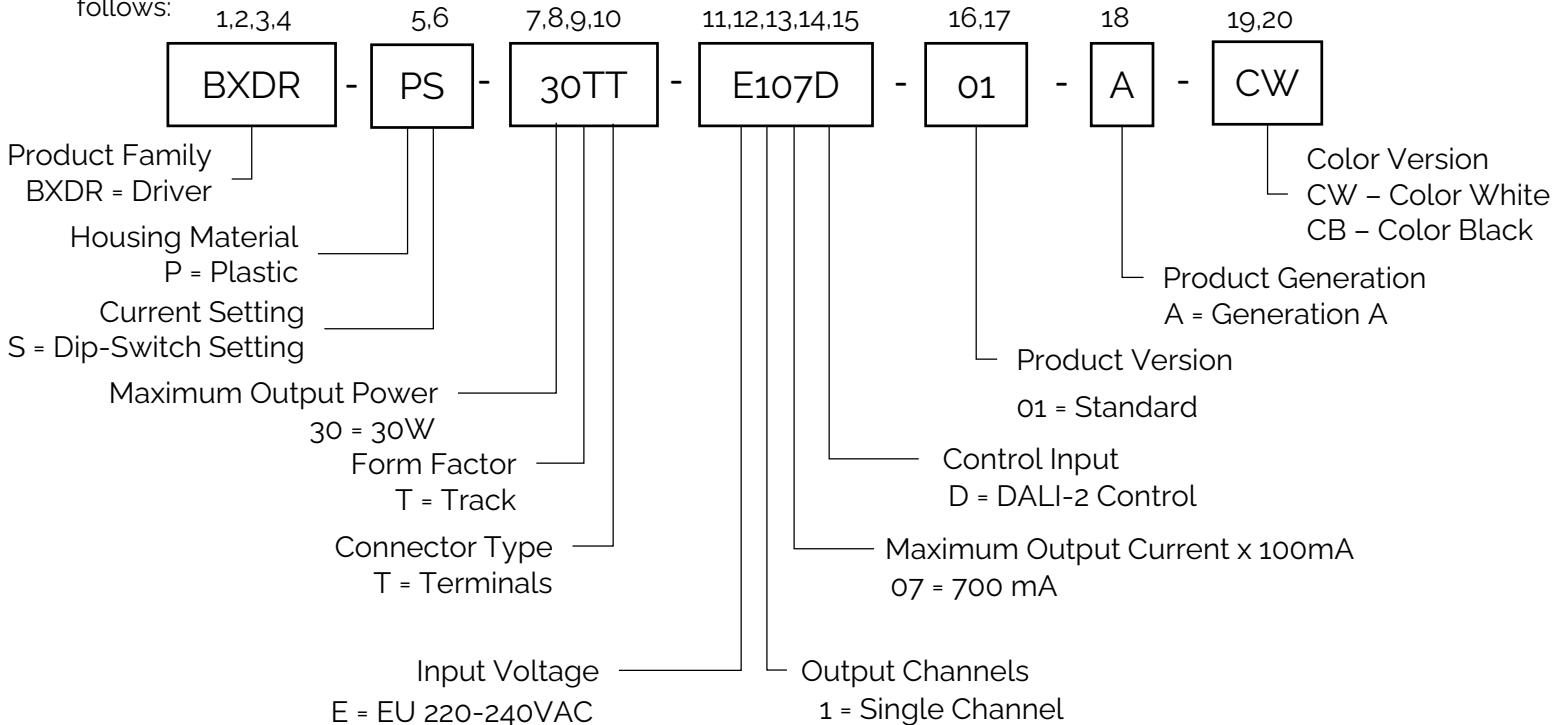 follows:
1,2,3,4 5,6 7,8,9,10 11,12,13,14,15 16,17 18 19,20
BXDR - PS - 30TT - E107D - 01 - A - CW
Product Family
BXDR = Driver
Housing Material
P = Plastic
Current Setting
S = Dip-Switch Setting
Maximum Output Power
30 = 30W
Form Factor
T = Track
Connector Type
T = Terminals
Input Voltage
E = EU 220-240VAC
Output Channels
1 = Single Channel
Maximum Output Current x 100mA
07 = 700 mA
Control Input
D = DALI-2 Control
Product Version
01 = Standard
Product Generation
A = Generation A
Color Version
CW – Color White
CB – Color Black